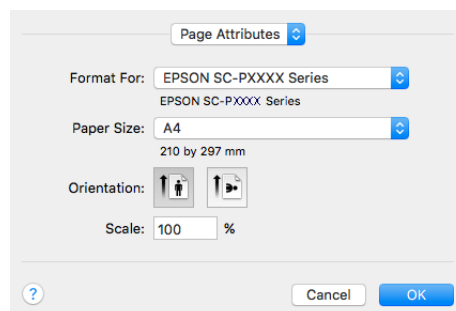 Page Attributes
Format For: EPSON SC-PXXXX Series
EPSON SC-PXXXX Series
Paper Size: A4
210 by 297 mm
Orientation:
Scale: 100 %
? Cancel OK